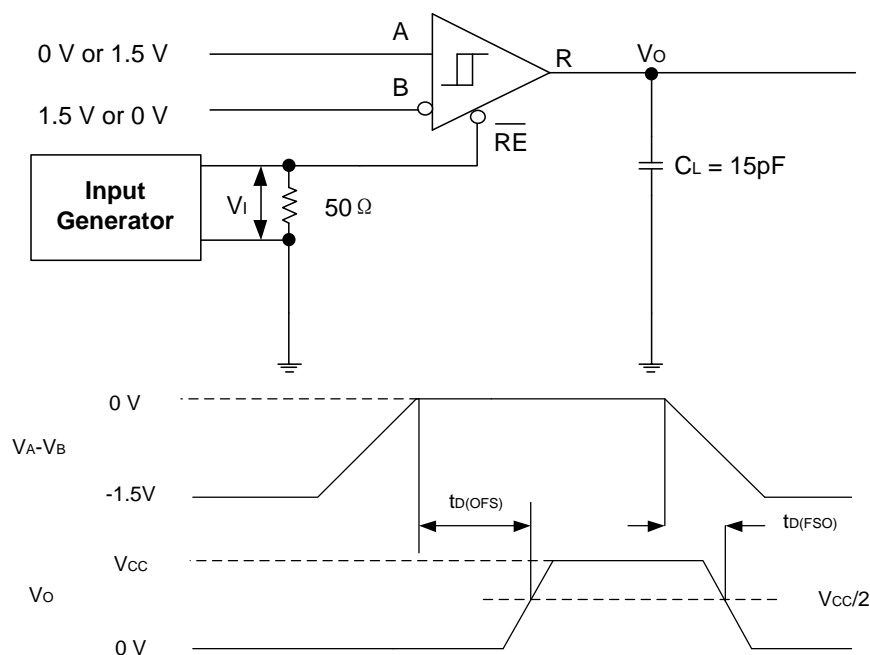 A
0 V or 1.5 V
R
VO
B
1.5 V or 0 V
RE
CL = 15pF
Input
Generator
VI
50 Ω
0 V
VA-VB
-1.5V
tD(OFS)
tD(FSO)
VCC
VO
VCC/2
0 V